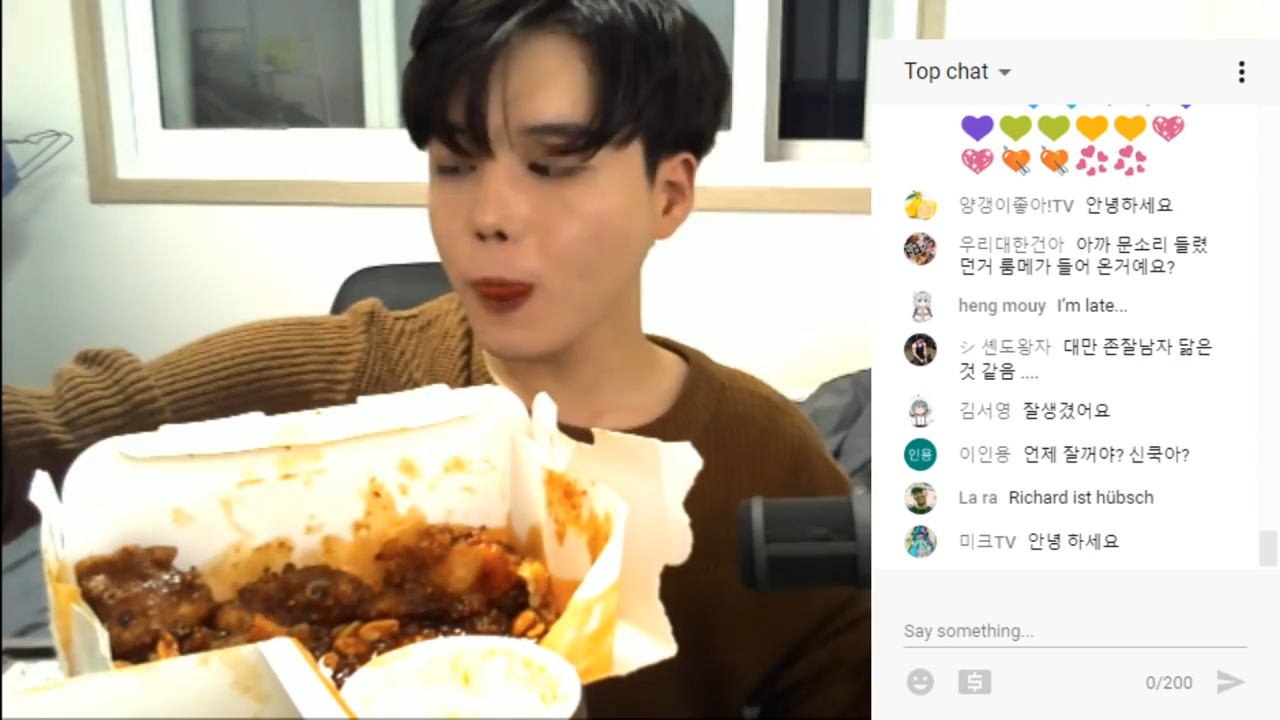 Top chat
양갱이좋아!TV 안녕하세요
우리대한건아 아까 문소리 들렸
던거 룸메가 들어 온거예요?
heng mouy I'm late...
シ 셴도왕자 대만 존잘남자 닮은
것 같음 ....
김서영 잘생겼어요
인용 이인용 언제 잘꺼야? 신쿡아?
La ra Richard ist hübsch
미크TV 안녕 하세요
Say something...
0/200